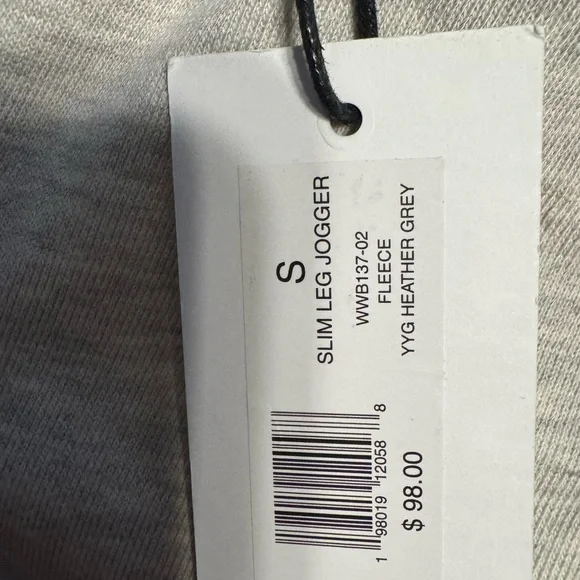 S
SLIM LEG JOGGER
WWB137-02
FLEECE
YYG HEATHER GREY
1 98019 12058 8
$ 98.00